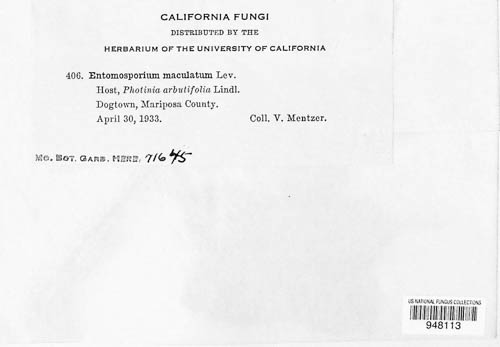 CALIFORNIA FUNGI
DISTRIBUTED BY THE
HERBARIUM OF THE UNIVERSITY OF CALIFORNIA
406. Entomosporium maculatum Lev.
Host, Photinia arbutifolia Lindl.
Dogtown, Mariposa County.
April 30, 1933. Coll. V. Mentzer.
MO. BOT. GARD. HERB. 71645
US NATIONAL FUNGUS COLLECTIONS
948113